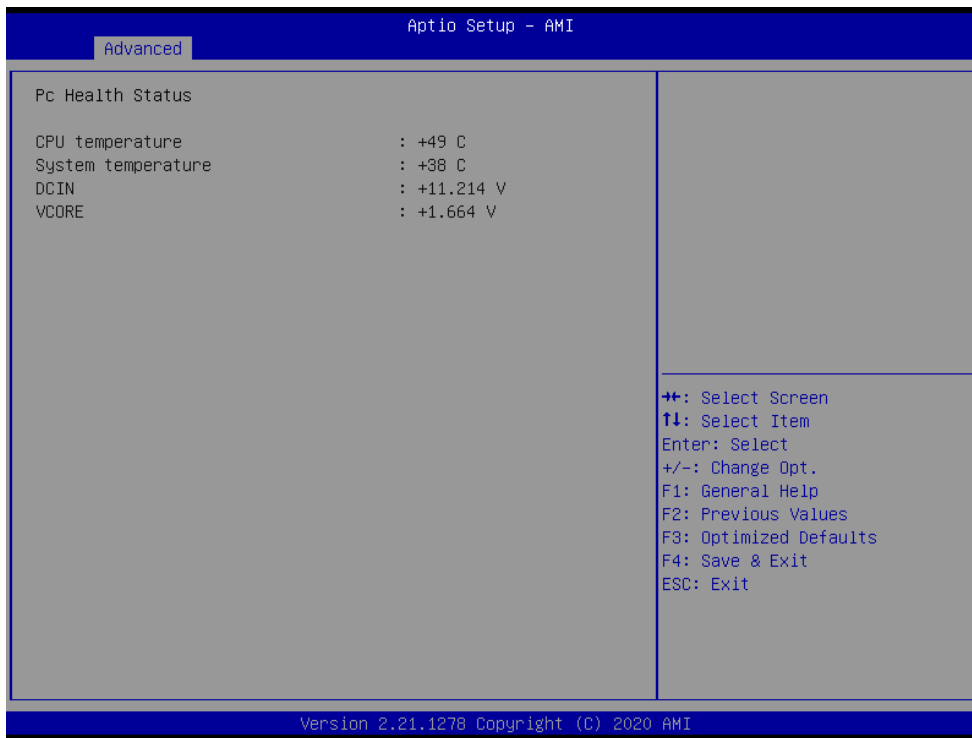 Aptio Setup – AMI
Advanced
Pc Health Status
CPU temperature : +49 C
System temperature : +38 C
DCIN : +11.214 V
VCORE : +1.664 V
→←: Select Screen
↑↓: Select Item
Enter: Select
+/-: Change Opt.
F1: General Help
F2: Previous Values
F3: Optimized Defaults
F4: Save & Exit
ESC: Exit
Version 2.21.1278 Copyright (C) 2020 AMI